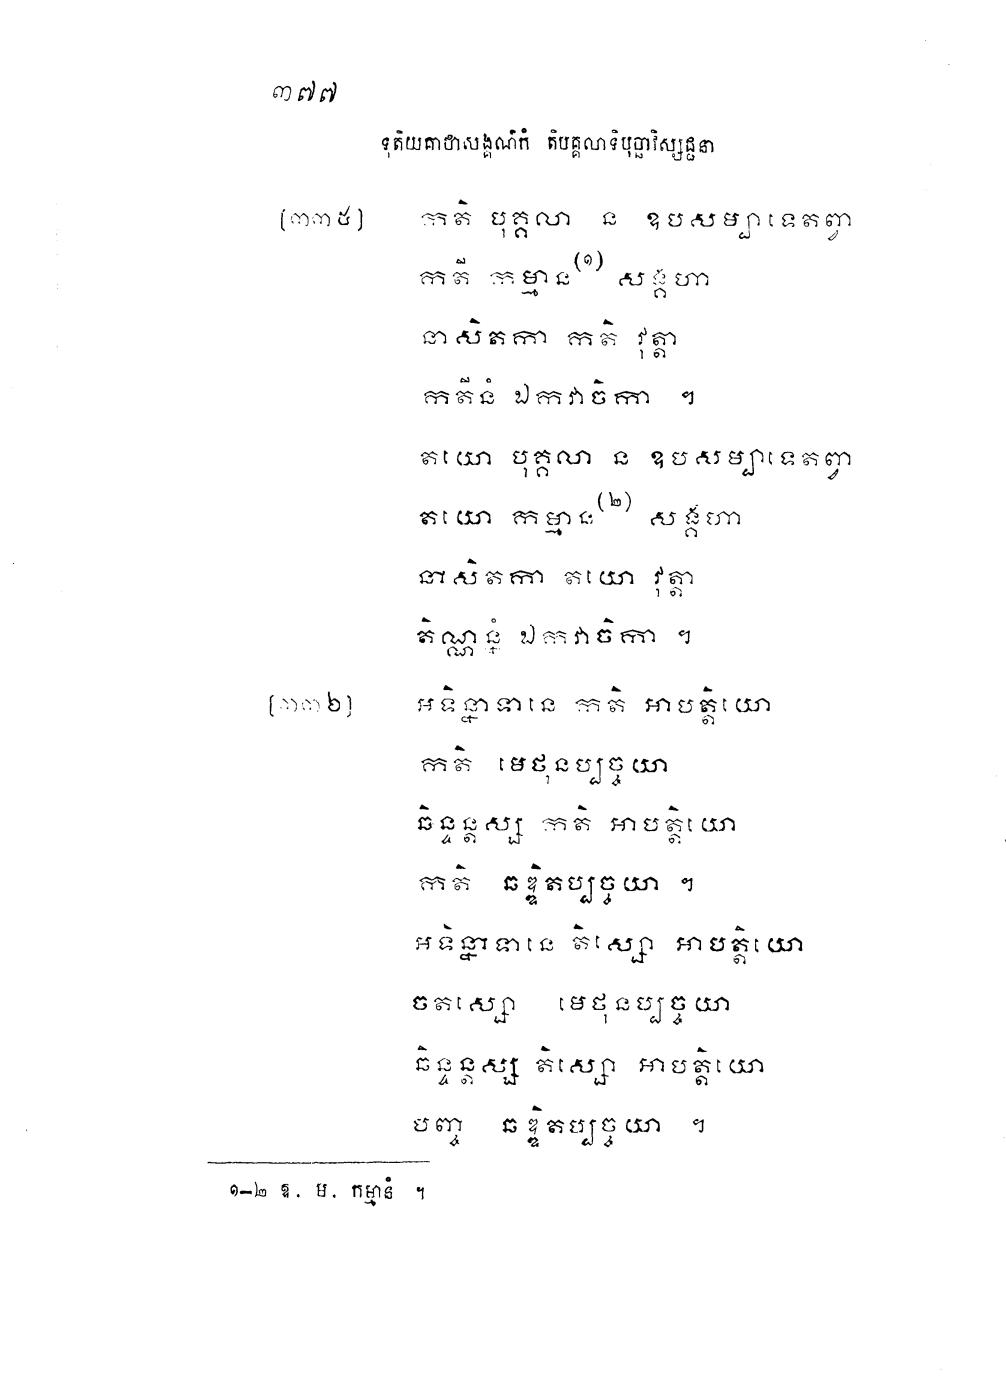 ៣៧៧
ទុតិយគាថាសង្គណិកំ តិបុគ្គលាទិបុច្ឆាវិស្សជ្ជនា
[៣៣៥] កតិ បុគ្គលា ន ឧបសម្បាទេតព្វា
កតី កម្មាន(១) សង្គហា
នាសិតកា កតិ វុត្តា
កតីនំ ឯកវាចិកា ។
តយោ បុគ្គលា ន ឧបសម្បាទេតព្វា
តយោ កម្មាន(២) សង្គហា
នាសិតកា តយោ វុត្តា
តិណ្ណន្នំ ឯកវាចិកា ។
[៣៣៦] អទិន្នាទានេ កតិ អាបត្តិយោ
កតិ មេថុនប្បច្ចយា
ឆិន្ទន្តស្ស កតិ អាបត្តិយោ
កតិ ឆឌ្ឌិតប្បច្ចយា ។
អទិន្នាទានេ តិស្សោ អាបត្តិយោ
ចតស្សោ មេថុនប្បច្ចយា
ឆិន្ទន្តស្ស តិស្សោ អាបត្តិយោ
បញ្ច ឆឌ្ឌិតប្បច្ចយា ។
១–២ ឱ. ម. កម្មានំ ។